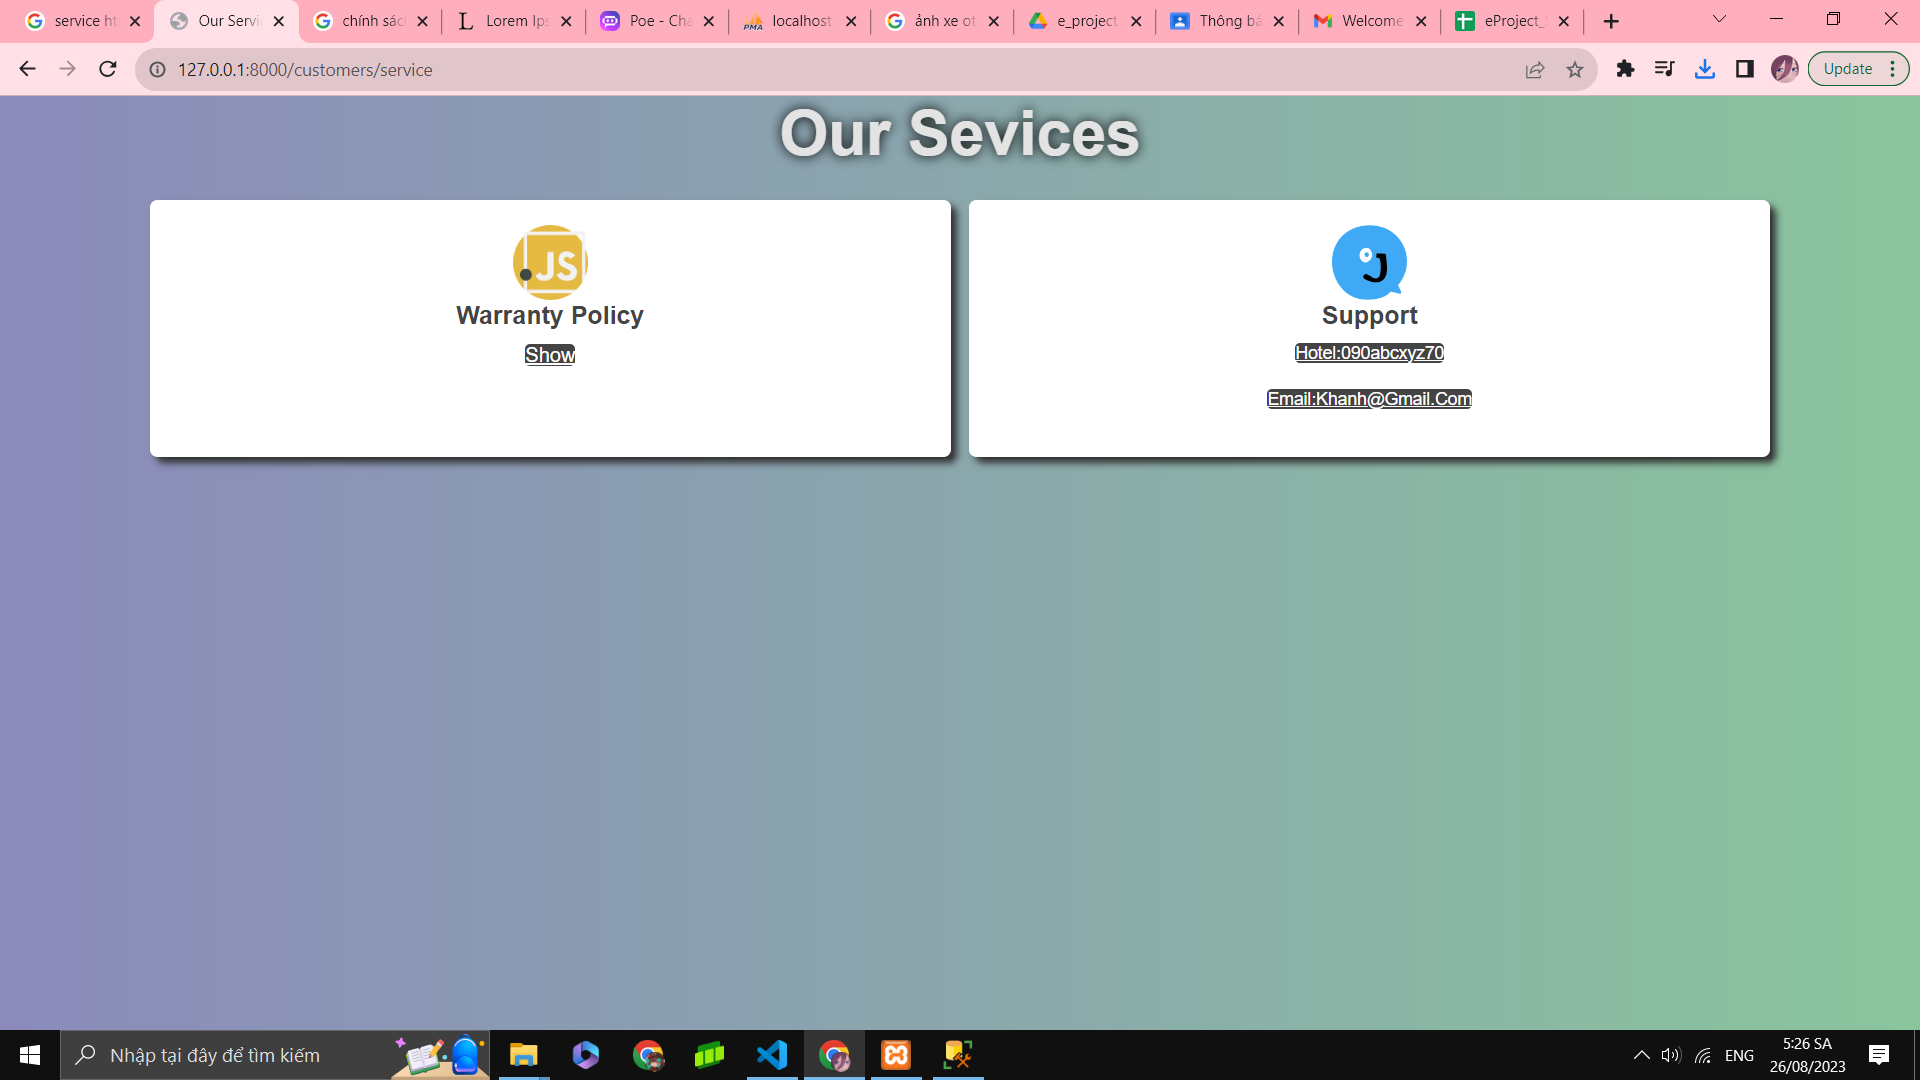 service ht
Our Servi
chính sác
Lorem Ips
Poe - Cha
localhost
ảnh xe ot
e_project
Thông bá
Welcome
eProject_
127.0.0.1:8000/customers/service
Update
Our Sevices
JS
Warranty Policy
Show
Support
Hotel:090abcxyz70
Email:Khanh@Gmail.Com
Nhập tại đây để tìm kiếm
ENG
5:26 SA
26/08/2023